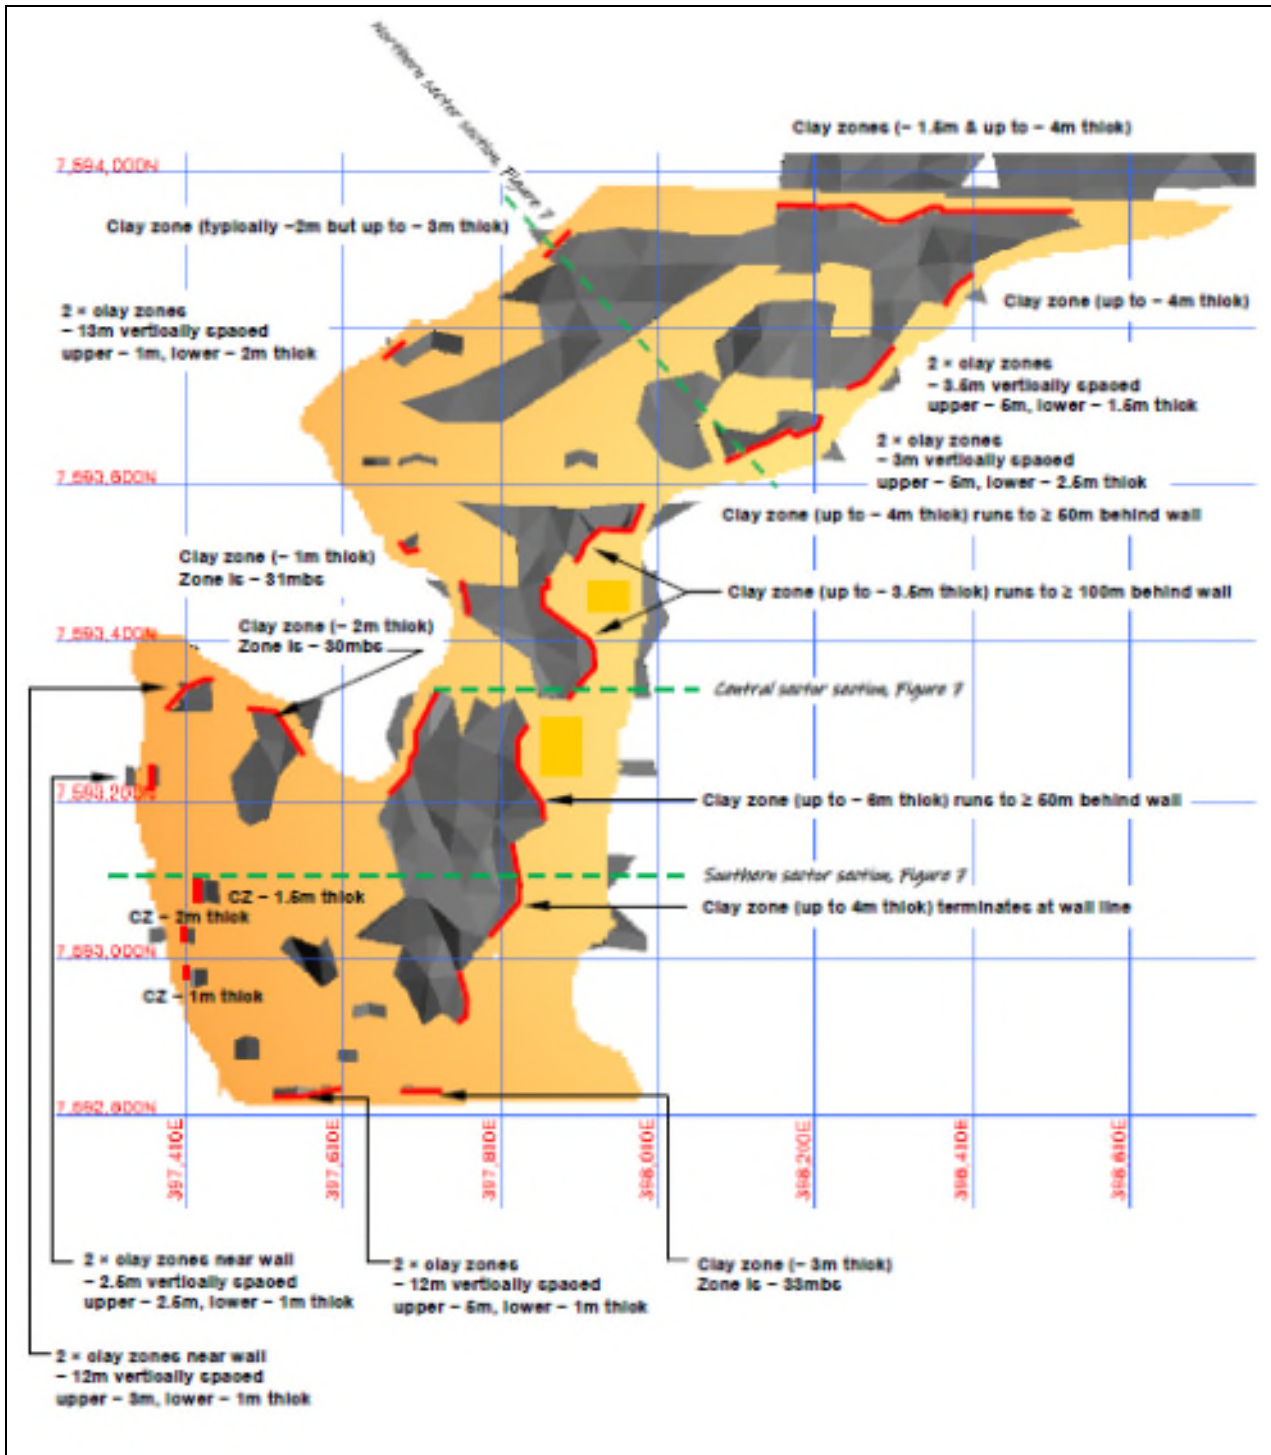 Northern sector section, Figure 7
Clay zones (~ 1.5m & up to ~ 4m thick)
7,594,000N
Clay zone (typically ~2m but up to ~ 3m thick)
Clay zone (up to ~ 4m thick)
2 × clay zones
~ 13m vertically spaced
upper ~ 1m, lower ~ 2m thick
2 × clay zones
~ 3.5m vertically spaced
upper ~ 5m, lower ~ 1.5m thick
2 × clay zones
~ 3m vertically spaced
upper ~ 5m, lower ~ 2.5m thick
7,593,600N
Clay zone (up to ~ 4m thick) runs to ≥ 50m behind wall
Clay zone (~ 1m thick)
Zone is ~ 31mbs
Clay zone (up to ~ 3.5m thick) runs to ≥ 100m behind wall
Clay zone (~ 2m thick)
Zone is ~ 30mbs
7,593,400N
Central sector section, Figure 7
7,593,200N
Clay zone (up to ~ 6m thick) runs to ≥ 50m behind wall
Southern sector section, Figure 7
CZ ~ 1.5m thick
Clay zone (up to 4m thick) terminates at wall line
CZ ~ 2m thick
7,593,000N
CZ ~ 1m thick
7,592,800N
397,410E
397,610E
397,810E
398,010E
398,200E
398,410E
398,610E
2 × clay zones near wall
~ 2.5m vertically spaced
upper ~ 2.5m, lower ~ 1m thick
2 × clay zones
~ 12m vertically spaced
upper ~ 5m, lower ~ 1m thick
Clay zone (~ 3m thick)
Zone is ~ 33mbs
2 × clay zones near wall
~ 12m vertically spaced
upper ~ 3m, lower ~ 1m thick